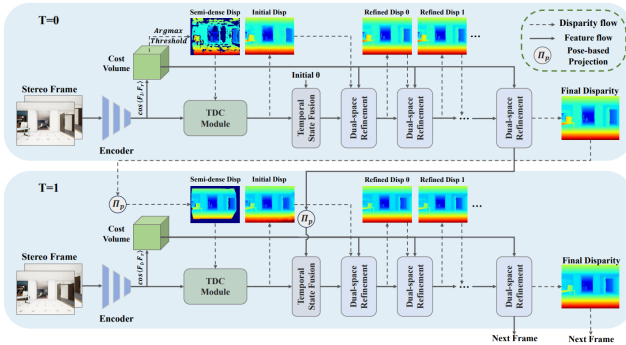 T=0
Argmax
Threshold
Semi-dense Disp
Initial Disp
Refined Disp 0
Refined Disp 1
...
Disparity flow
Feature flow
Π_p
Pose-based
Projection
Cost
Volume
Stereo Frame
cos(F_l, F_r)
Encoder
TDC
Module
Initial 0
Temporal
State Fusion
Dual-space
Refinement
Dual-space
Refinement
...
Dual-space
Refinement
Final Disparity
T=1
Π_p
Semi-dense Disp
Initial Disp
Π_p
Refined Disp 0
Refined Disp 1
...
Cost
Volume
Stereo Frame
cos(F_l, F_r)
Encoder
TDC
Module
Temporal
State Fusion
Dual-space
Refinement
Dual-space
Refinement
...
Dual-space
Refinement
Final Disparity
Next Frame
Next Frame